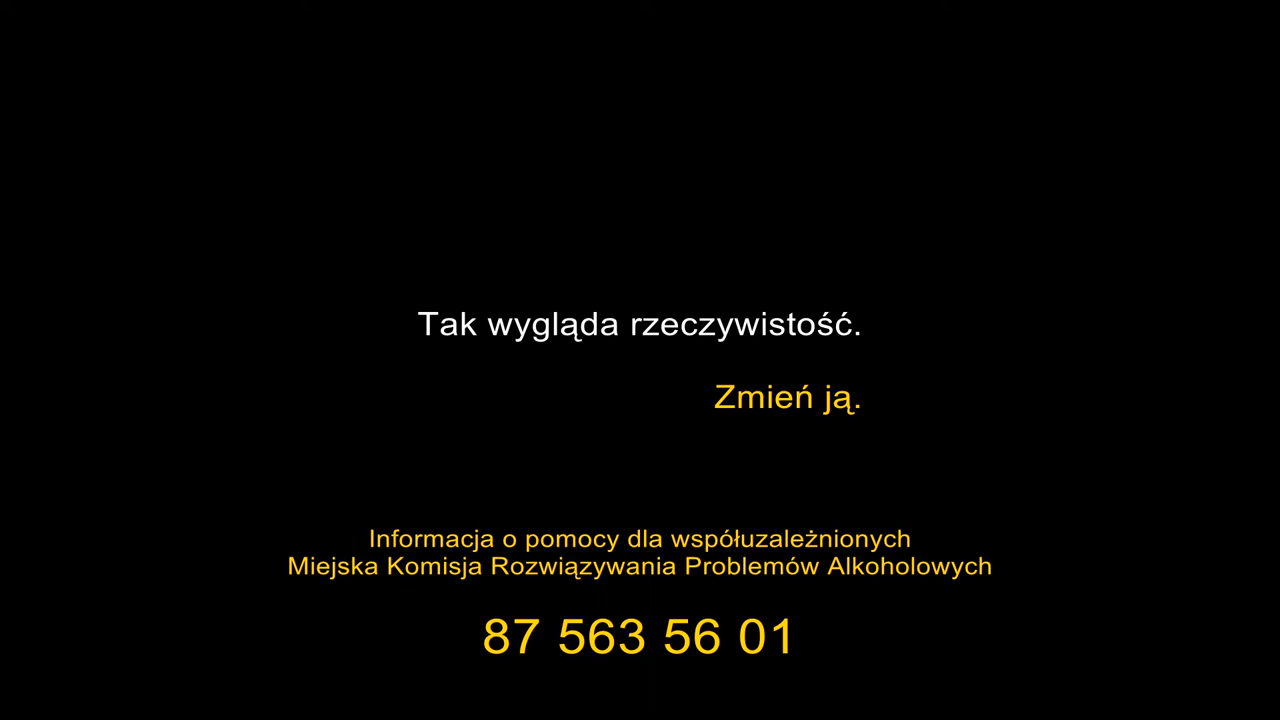 Tak wygląda rzeczywistość.
Zmień ją.
Informacja o pomocy dla współuzależnionych
Miejska Komisja Rozwiązywania Problemów Alkoholowych
87 563 56 01